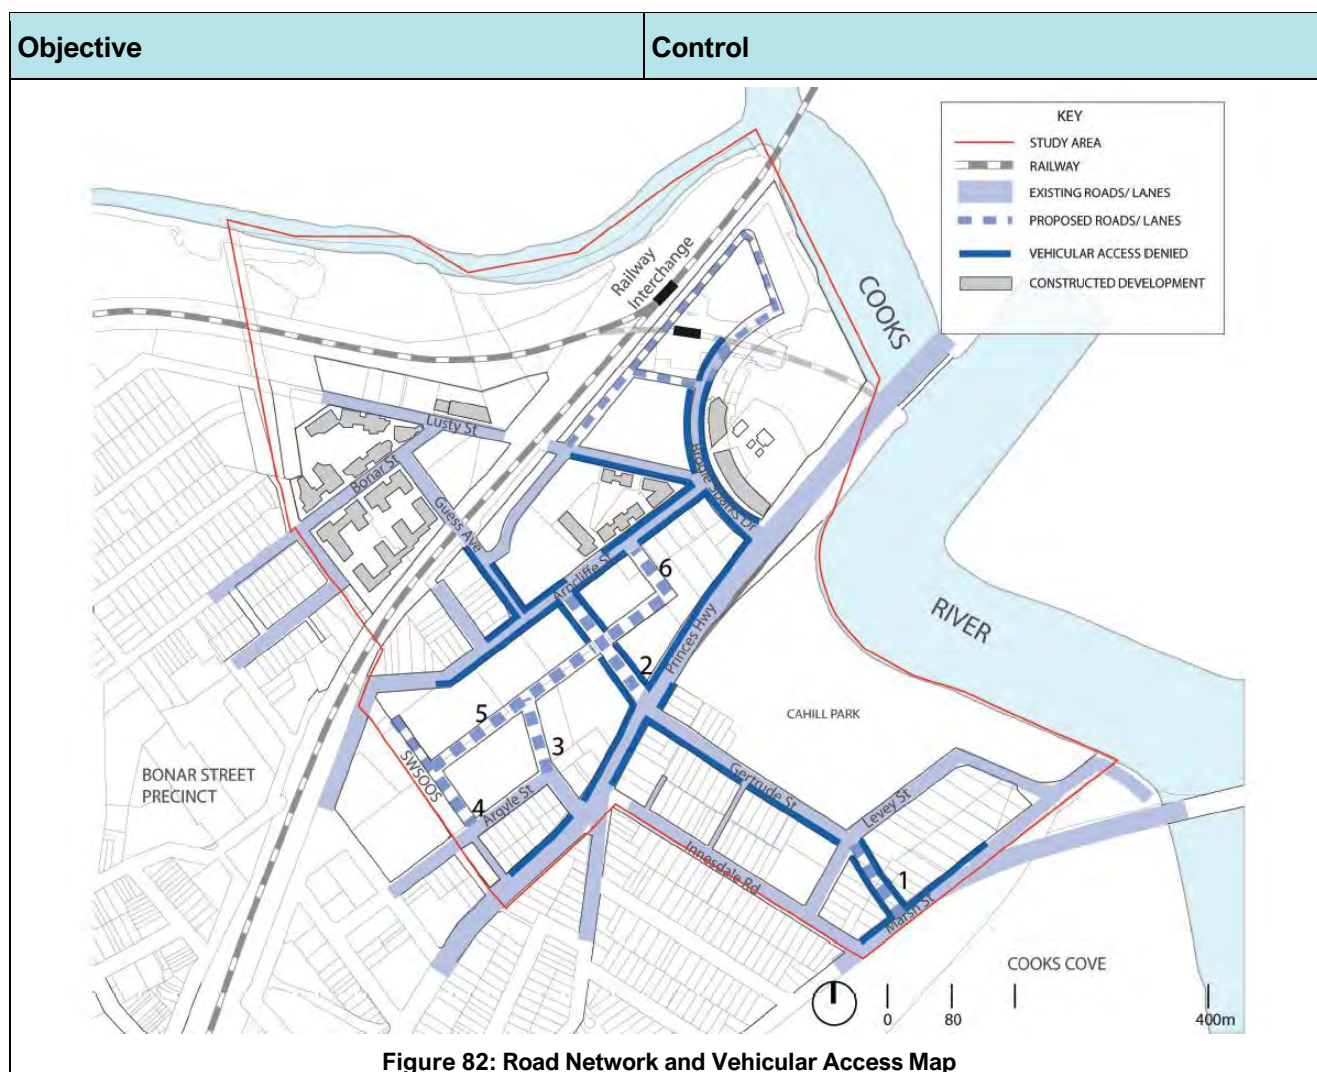 Objective
Control
KEY
STUDY AREA
RAILWAY
EXISTING ROADS/ LANES
PROPOSED ROADS/ LANES
VEHICULAR ACCESS DENIED
CONSTRUCTED DEVELOPMENT
Railway
Interchange
COOKS
Lusty St
Bonar St
Guess Ave
Brodie Sparks Dr
Arncliffe St
6
RIVER
Princes Hwy
2
CAHILL PARK
5
3
SWSOOS
BONAR STREET
PRECINCT
4
Argyle St
Gertrude St
Levey St
Innesdale Rd
1
Marsh St
COOKS COVE
0
80
400m
Figure 82: Road Network and Vehicular Access Map